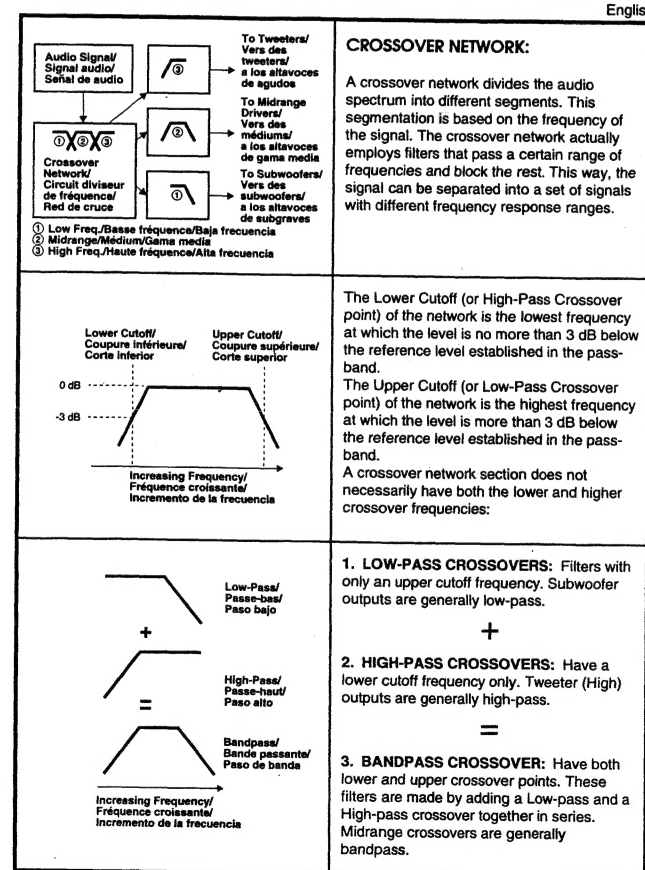 Englis
Audio Signal/
Signal audio/
Señal de audio
③
To Tweeters/
Vers des
tweeters/
a los altavoces
de agudos
①②③
Crossover
Network/
Circuit diviseur
de fréquence/
Red de cruce
②
To Midrange
Drivers/
Vers des
médiums/
a los altavoces
de gama media
①
To Subwoofers/
Vers des
subwoofers/
a los altavoces
de subgraves
① Low Freq./Basse fréquence/Baja frecuencia
② Midrange/Médium/Gama media
③ High Freq./Haute fréquence/Alta frecuencia
CROSSOVER NETWORK:
A crossover network divides the audio
spectrum into different segments. This
segmentation is based on the frequency of
the signal. The crossover network actually
employs filters that pass a certain range of
frequencies and block the rest. This way, the
signal can be separated into a set of signals
with different frequency response ranges.
Lower Cutoff/
Coupure inférieure/
Corte inferior
Upper Cutoff/
Coupure supérieure/
Corte superior
0 dB
-3 dB
Increasing Frequency/
Fréquence croissante/
Incremento de la frecuencia
The Lower Cutoff (or High-Pass Crossover
point) of the network is the lowest frequency
at which the level is no more than 3 dB below
the reference level established in the pass-
band.
The Upper Cutoff (or Low-Pass Crossover
point) of the network is the highest frequency
at which the level is more than 3 dB below
the reference level established in the pass-
band.
A crossover network section does not
necessarily have both the lower and higher
crossover frequencies:
Low-Pass/
Passe-bas/
Paso bajo
+
High-Pass/
Passe-haut/
Paso alto
=
Bandpass/
Bande passante/
Paso de banda
Increasing Frequency/
Fréquence croissante/
Incremento de la frecuencia
1. LOW-PASS CROSSOVERS: Filters with
only an upper cutoff frequency. Subwoofer
outputs are generally low-pass.
+
2. HIGH-PASS CROSSOVERS: Have a
lower cutoff frequency only. Tweeter (High)
outputs are generally high-pass.
=
3. BANDPASS CROSSOVER: Have both
lower and upper crossover points. These
filters are made by adding a Low-pass and a
High-pass crossover together in series.
Midrange crossovers are generally
bandpass.